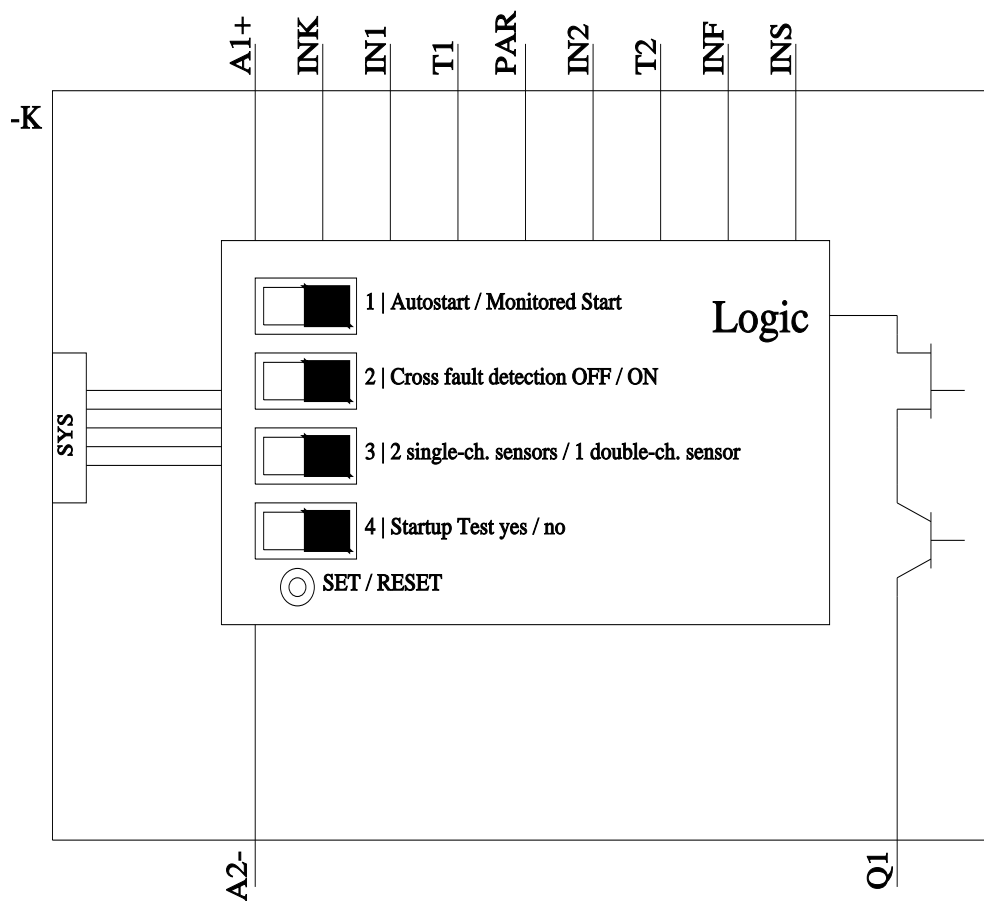 A1+
INK
IN1
T1
PAR
IN2
T2
INF
INS
-K
1 | Autostart / Monitored Start
Logic
2 | Cross fault detection OFF / ON
SYS
3 | 2 single-ch. sensors / 1 double-ch. sensor
4 | Startup Test yes / no
SET / RESET
A2-
Q1